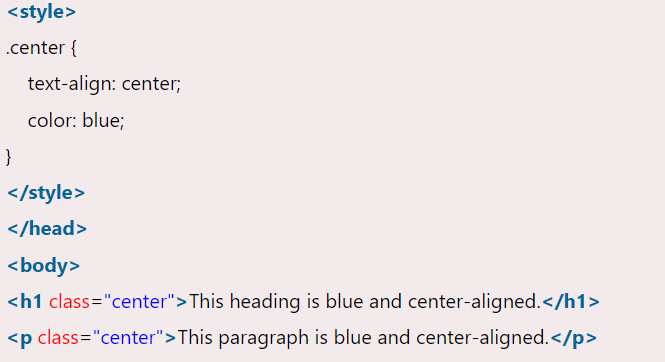 <style>
.center {
text-align: center;
color: blue;
}
</style>
</head>
<body>
<h1 class="center">This heading is blue and center-aligned.</h1>
<p class="center">This paragraph is blue and center-aligned.</p>